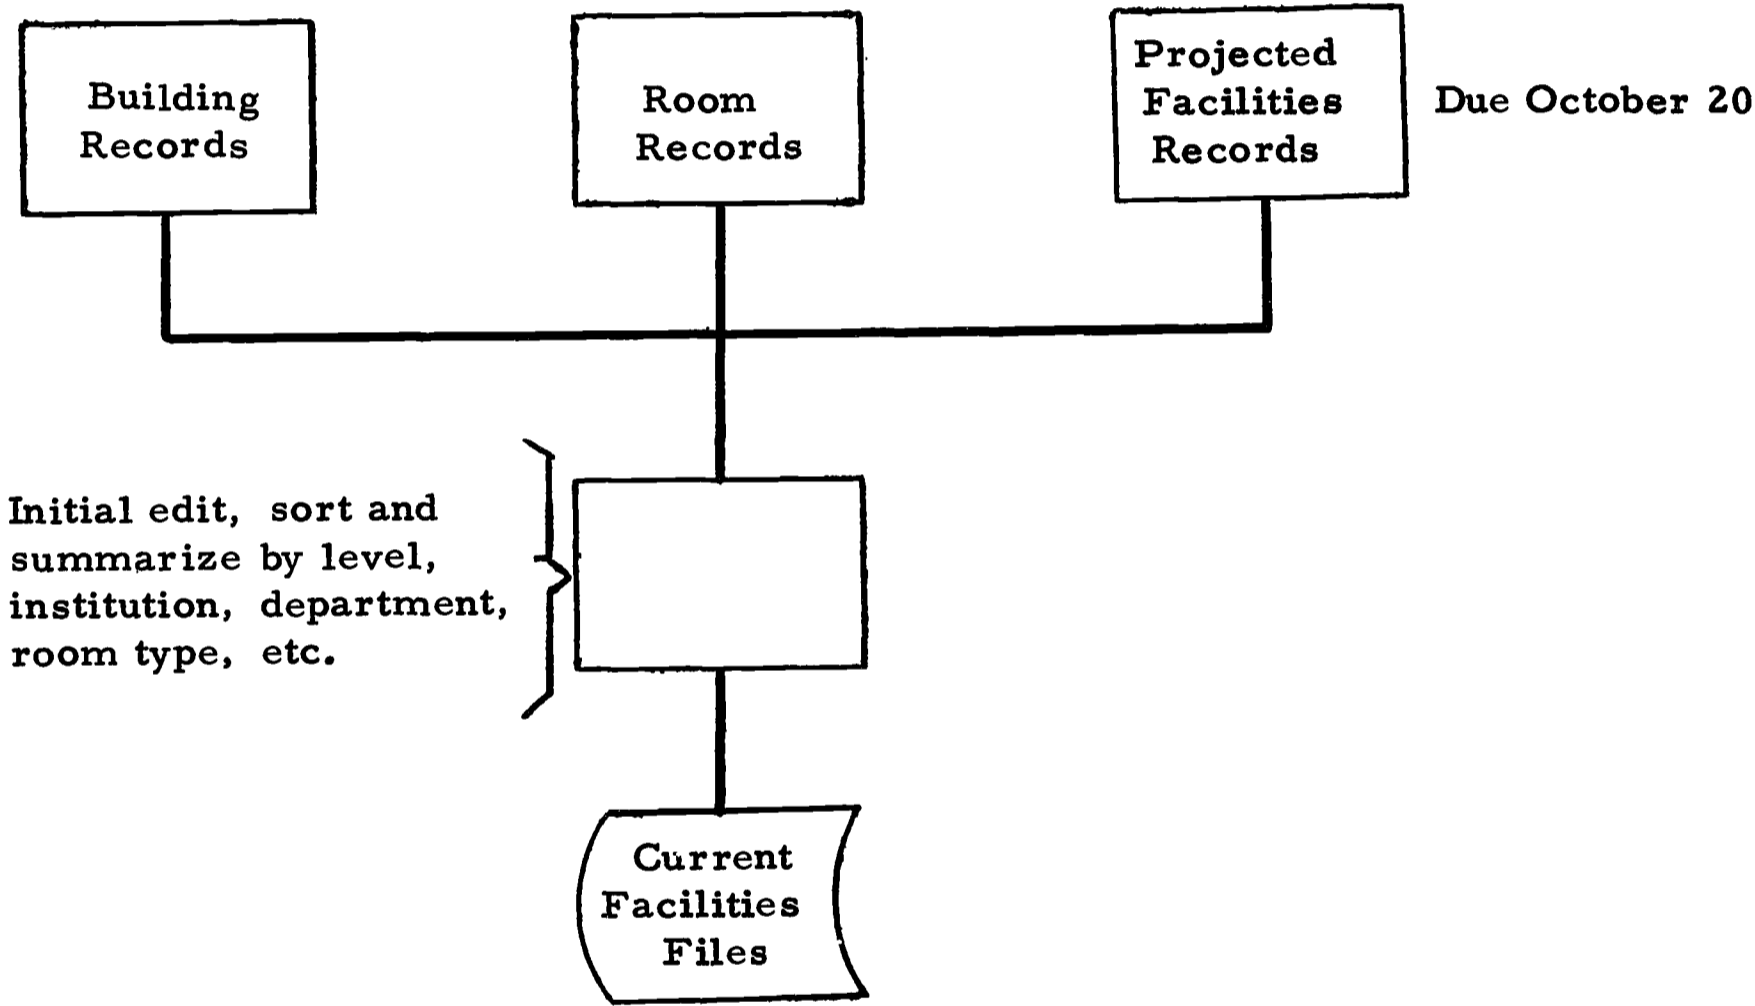 Building
Records
Room
Records
Projected
Facilities
Records
Due October 20
Initial edit, sort and
summarize by level,
institution, department,
room type, etc.
Current
Facilities
Files